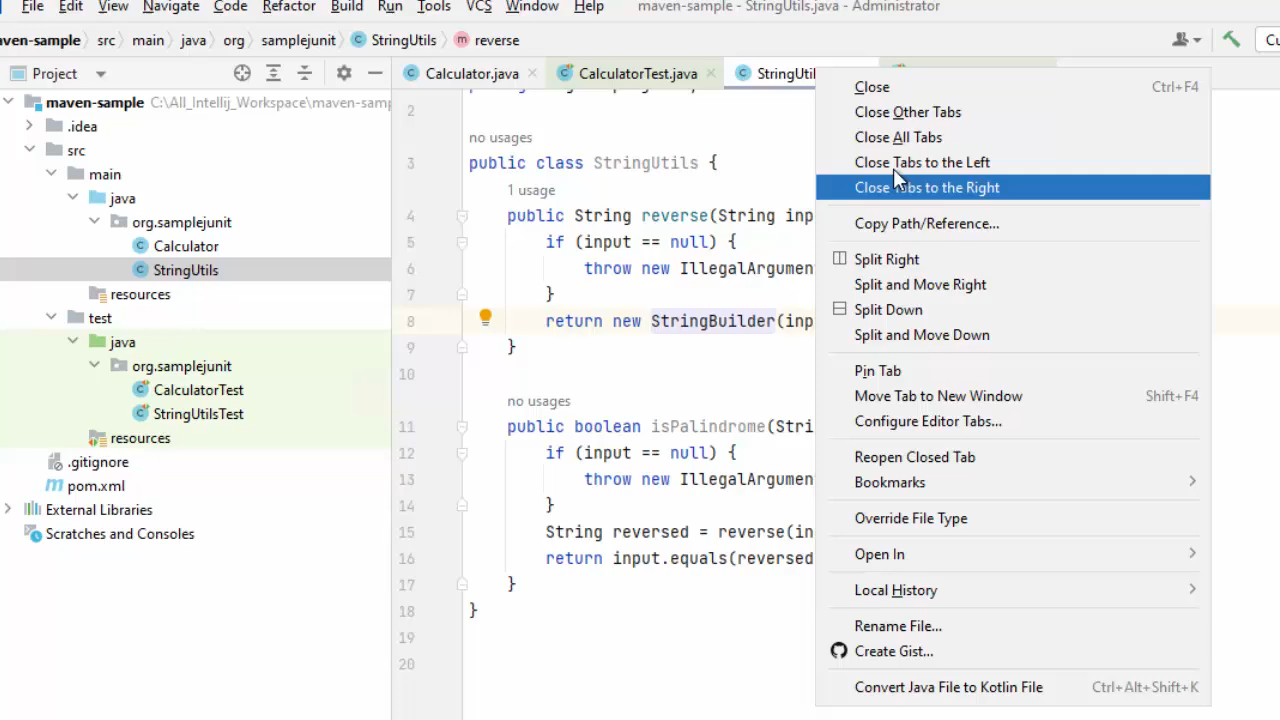 File Edit View Navigate Code Refactor Build Run Tools VCS Window Help maven-sample - StringUtils.java - Administrator
aven-sample src main java org samplejunit StringUtils reverse Cu
Project
Calculator.java CalculatorTest.java StringUtil
maven-sample C:\All_Intellij_Workspace\maven-samp
.idea
src
main
java
org.samplejunit
Calculator
StringUtils
resources
test
java
org.samplejunit
CalculatorTest
StringUtilsTest
resources
.gitignore
pom.xml
External Libraries
Scratches and Consoles
2
no usages
3 public class StringUtils {
1 usage
4 public String reverse(String inp
5 if (input == null) {
6 throw new IllegalArgumen
7 }
8 return new StringBuilder(inp
9 }
10
no usages
11 public boolean isPalindrome(Stri
12 if (input == null) {
13 throw new IllegalArgumen
14 }
15 String reversed = reverse(in
16 return input.equals(reversed
17 }
18 }
19
20
Close Ctrl+F4
Close Other Tabs
Close All Tabs
Close Tabs to the Left
Close Tabs to the Right
Copy Path/Reference...
Split Right
Split and Move Right
Split Down
Split and Move Down
Pin Tab
Move Tab to New Window Shift+F4
Configure Editor Tabs...
Reopen Closed Tab
Bookmarks
Override File Type
Open In
Local History
Rename File...
Create Gist...
Convert Java File to Kotlin File Ctrl+Alt+Shift+K